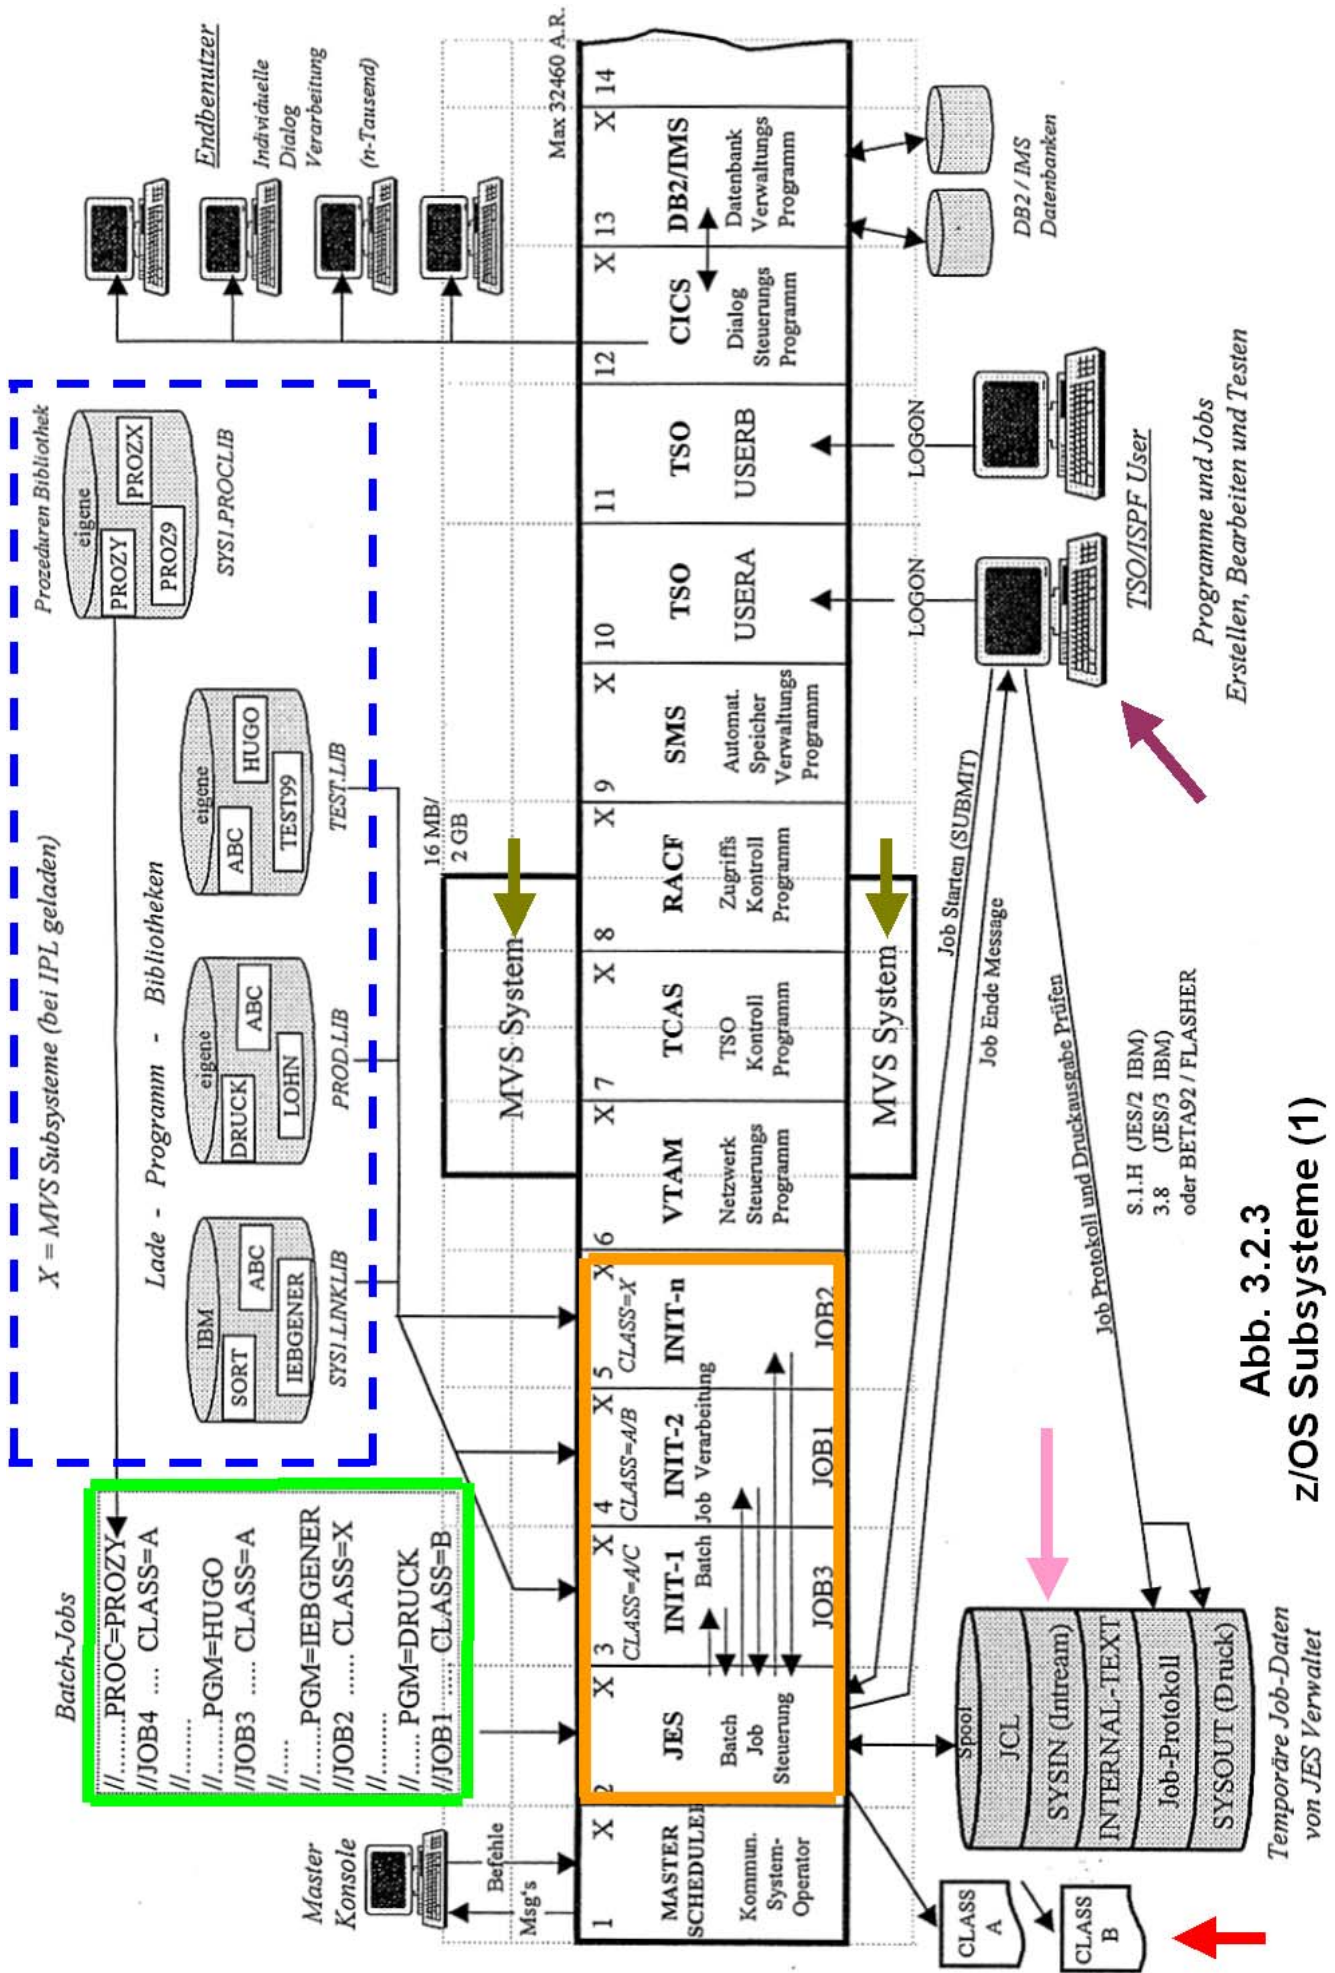 Batch-Jobs
//........PROC=PROZY
//JOB4 .... CLASS=A
//........
//........PGM=HUGO
//JOB3 ..... CLASS=A
//......
//.......PGM=IEBGENER
//JOB2 ...... CLASS=X
//........
//....... PGM=DRUCK
//JOB1 ..... CLASS=B
X = MVS Subsysteme (bei IPL geladen)
Lade - Programm - Bibliotheken
IBM
SORT
ABC
IEBGENER
SYS1.LINKLIB
eigene
DRUCK
ABC
LOHN
PROD.LIB
eigene
ABC
HUGO
TEST99
TEST.LIB
Prozeduren Bibliothek
eigene
PROZY
PROZX
PROZ9
SYS1.PROCLIB
Endbenutzer
Individuelle
Dialog
Verarbeitung
(n-Tausend)
Master
Konsole
Msg's
Befehle
MVS System
16 MB/
2 GB
Max 32460 A.R.
1 X
MASTER
SCHEDULER
Kommun.
System-
Operator
2 X
JES
Batch
Job
Steuerung
3 X
CLASS=A/C
INIT-1
JOB3
4 X
CLASS=A/B
INIT-2
JOB1
5 X
CLASS=X
INIT-n
JOB2
Batch Job Verarbeitung
6 X
VTAM
Netzwerk
Steuerungs
Programm
7 X
TCAS
TSO
Kontroll
Programm
8 X
RACF
Zugriffs
Kontroll
Programm
9 X
SMS
Automat.
Speicher
Verwaltungs
Programm
10
TSO
USERA
11
TSO
USERB
12 X
CICS
Dialog
Steuerungs
Programm
13 X
DB2/IMS
Datenbank
Verwaltungs
Programm
14
MVS System
Job Starten (SUBMIT)
Job Ende Message
Job Protokoll und Druckausgabe Prüfen
LOGON
LOGON
DB2 / IMS
Datenbanken
CLASS
A
CLASS
B
Spool
JCL
SYSIN (Intream)
INTERNAL-TEXT
Job-Protokoll
SYSOUT (Druck)
Temporäre Job-Daten
von JES Verwaltet
S.1.H (JES/2 IBM)
3.8 (JES/3 IBM)
oder BETA92 / FLASHER
TSO/ISPF User
Programme und Jobs
Erstellen, Bearbeiten und Testen
Abb. 3.2.3
z/OS Subsysteme (1)